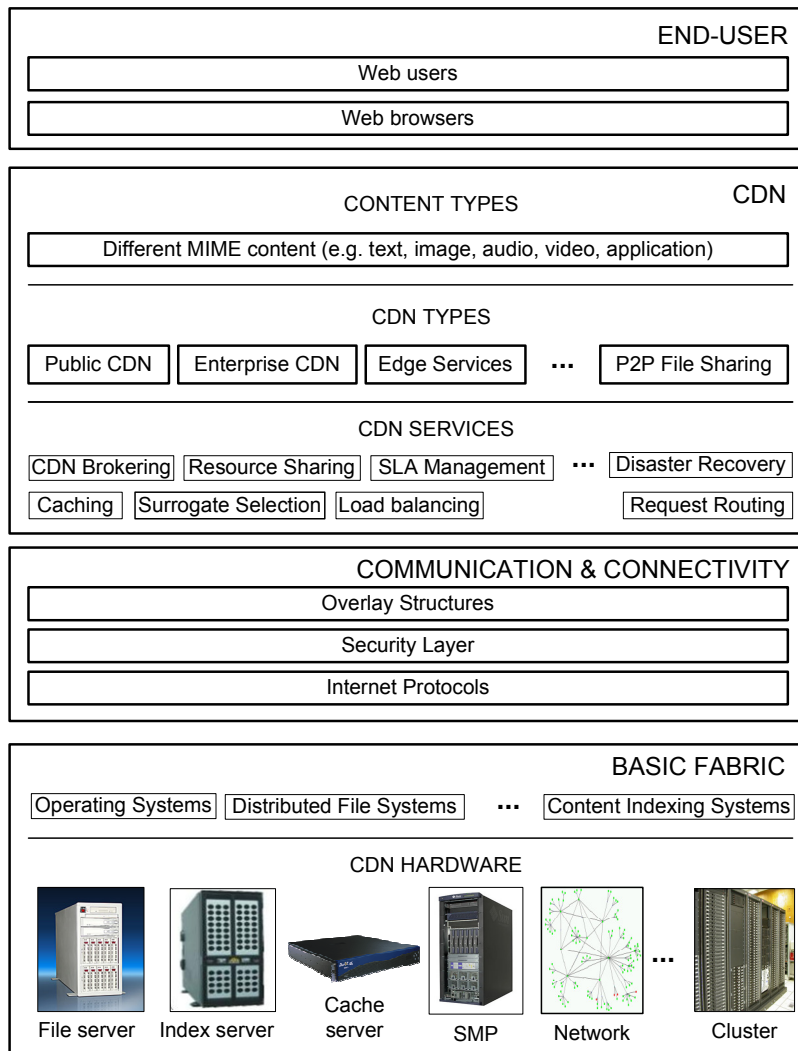 END-USER
Web users
Web browsers
CDN
CONTENT TYPES
Different MIME content (e.g. text, image, audio, video, application)
CDN TYPES
Public CDN Enterprise CDN Edge Services ... P2P File Sharing
CDN SERVICES
CDN Brokering Resource Sharing SLA Management ... Disaster Recovery
Caching Surrogate Selection Load balancing Request Routing
COMMUNICATION & CONNECTIVITY
Overlay Structures
Security Layer
Internet Protocols
BASIC FABRIC
Operating Systems Distributed File Systems ... Content Indexing Systems
CDN HARDWARE
...
File server Index server Cache server SMP Network Cluster